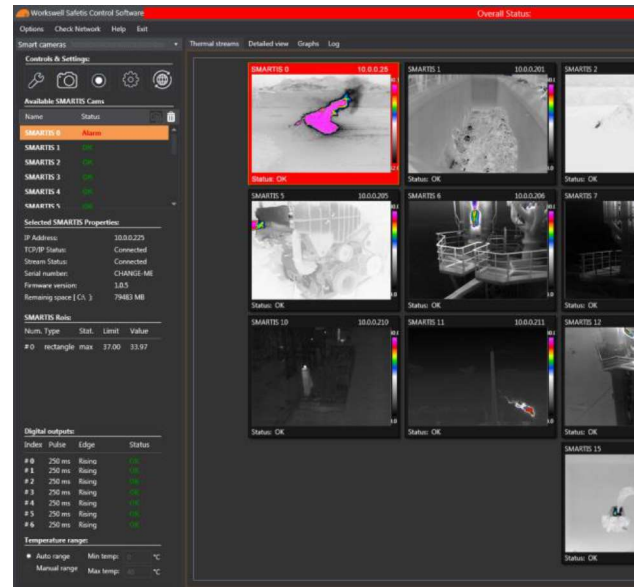 Workswell Safetis Control Software
Overall Status:
Options Check Network Help Exit
Smart cameras
Thermal streams Detailed view Graphs Log
Controls & Settings:
Available SMARTIS Cams
Name Status
SMARTIS 0 Alarm
SMARTIS 1 OK
SMARTIS 2 OK
SMARTIS 3 OK
SMARTIS 4 OK
SMARTIS 5
Selected SMARTIS Properties:
IP Address: 10.0.0.225
TCP/IP Status: Connected
Stream Status: Connected
Serial number: CHANGE-ME
Firmware version: 1.0.5
Remainig space [ C:\ ] 79483 MB
SMARTIS Rois:
Num. Type Stat. Limit Value
#0 rectangle max 37.00 33.97
Digital outputs:
Index Pulse Edge Status
#0 250 ms Rising OK
#1 250 ms Rising OK
#2 250 ms Rising OK
#3 250 ms Rising OK
#4 250 ms Rising OK
#5 250 ms Rising OK
#6 250 ms Rising OK
Temperature range:
Auto range Min temp: °C
Manual range Max temp: °C
SMARTIS 0 10.0.0.25
Status: OK
SMARTIS 1 10.0.0.201
Status: OK
SMARTIS 2
Status: OK
SMARTIS 5 10.0.0.205
Status: OK
SMARTIS 6 10.0.0.206
Status: OK
SMARTIS 7
Status: OK
SMARTIS 10 10.0.0.210
Status: OK
SMARTIS 11 10.0.0.211
Status: OK
SMARTIS 12
Status: OK
SMARTIS 15
Status: OK